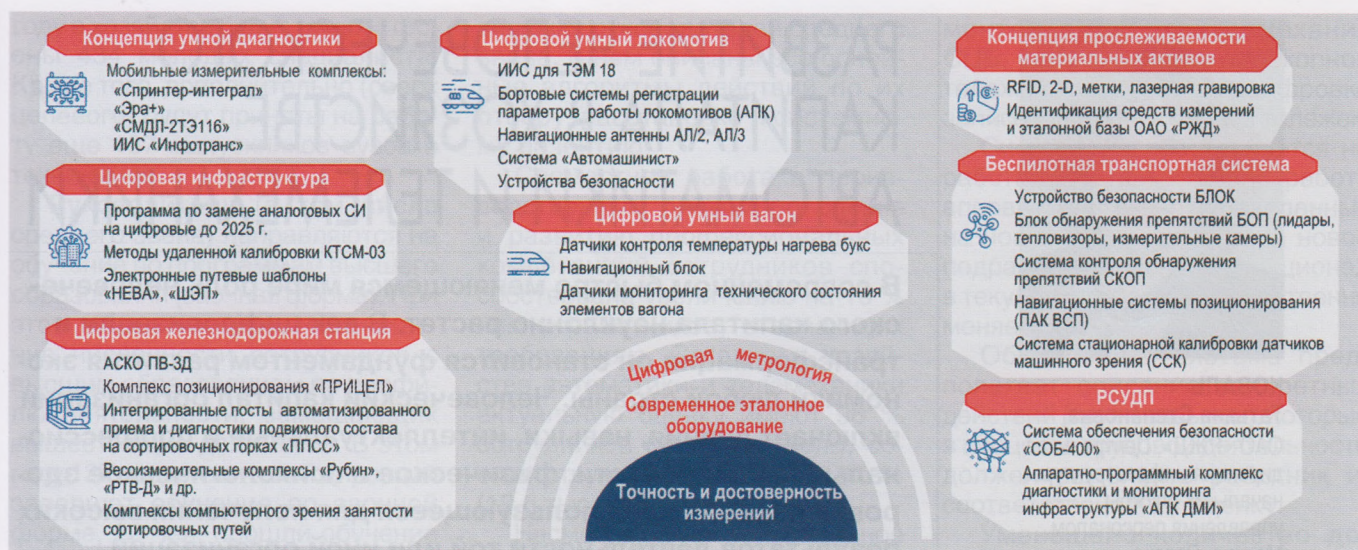 Концепция умной диагностики
Мобильные измерительные комплексы:
«Спринтер-интеграл»
«Эра+»
«СМДЛ-2ТЭ116»
ИИС «Инфотранс»
Цифровая инфраструктура
Программа по замене аналоговых СИ
на цифровые до 2025 г.
Методы удаленной калибровки КТСМ-03
Электронные путевые шаблоны
«НЕВА», «ШЭП»
Цифровая железнодорожная станция
АСКО ПВ-3Д
Комплекс позиционирования «ПРИЦЕЛ»
Интегрированные посты автоматизированного
приема и диагностики подвижного состава
на сортировочных горках «ППСС»
Весоизмерительные комплексы «Рубин»,
«РТВ-Д» и др.
Комплексы компьютерного зрения занятости
сортировочных путей
Цифровой умный локомотив
ИИС для ТЭМ 18
Бортовые системы регистрации
параметров работы локомотивов (АПК)
Навигационные антенны АЛ/2, АЛ/3
Система «Автомашинист»
Устройства безопасности
Цифровой умный вагон
Датчики контроля температуры нагрева букс
Навигационный блок
Датчики мониторинга технического состояния
элементов вагона
Цифровая метрология
Современное эталонное
оборудование
Точность и достоверность
измерений
Концепция прослеживаемости
материальных активов
RFID, 2-D, метки, лазерная гравировка
Идентификация средств измерений
и эталонной базы ОАО «РЖД»
Беспилотная транспортная система
Устройство безопасности БЛОК
Блок обнаружения препятствий БОП (лидары,
тепловизоры, измерительные камеры)
Система контроля обнаружения
препятствий СКОП
Навигационные системы позиционирования
(ПАК ВСП)
Система стационарной калибровки датчиков
машинного зрения (ССК)
РСУДП
Система обеспечения безопасности
«СОБ-400»
Аппаратно-программный комплекс
диагностики и мониторинга
инфраструктуры «АПК ДМИ»